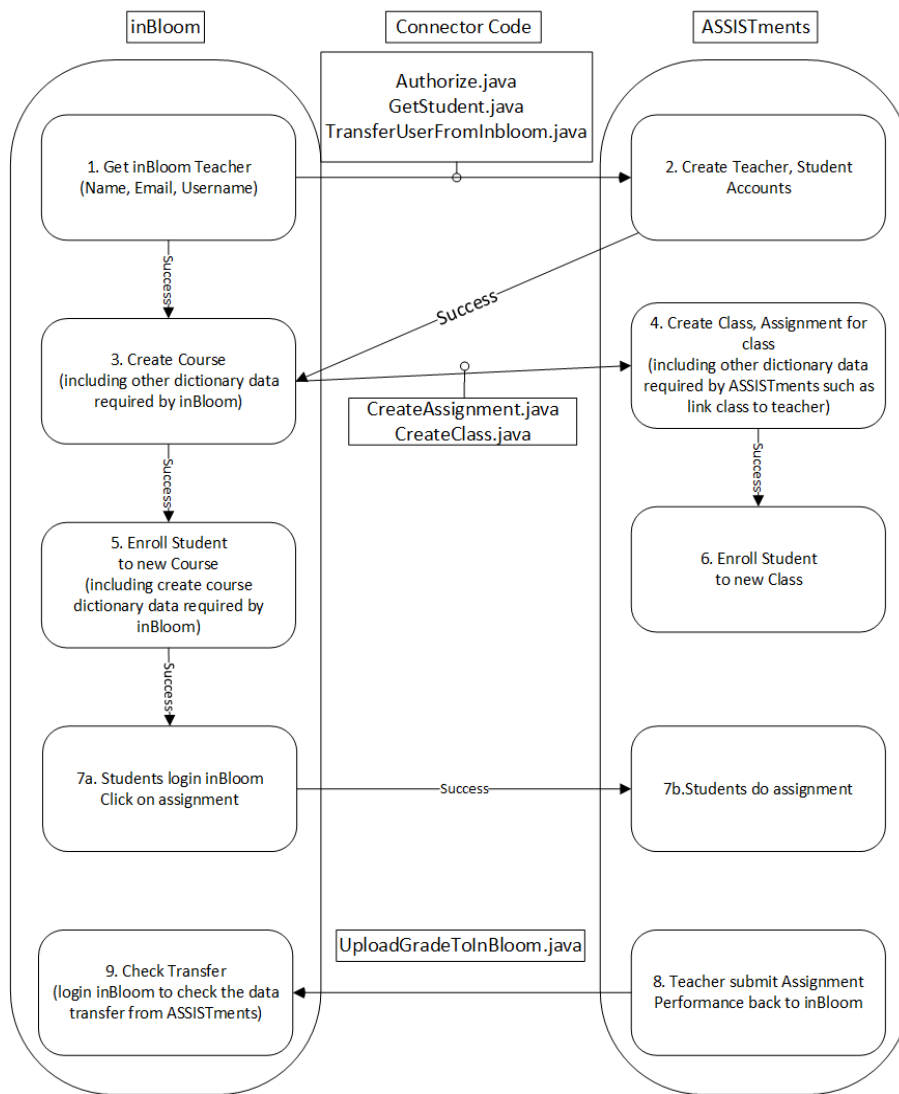 inBloom
Connector Code
ASSISTments
Authorize.java
GetStudent.java
TransferUserFromInbloom.java
1. Get inBloom Teacher
(Name, Email, Username)
2. Create Teacher, Student
Accounts
Success
Success
3. Create Course
(including other dictionary data
required by inBloom)
4. Create Class, Assignment for
class
(including other dictionary data
required by ASSISTments such as
link class to teacher)
CreateAssignment.java
CreateClass.java
Success
Success
5. Enroll Student
to new Course
(including create course
dictionary data required by
inBloom)
6. Enroll Student
to new Class
Success
7a. Students login inBloom
Click on assignment
Success
7b.Students do assignment
UploadGradeToInBloom.java
9. Check Transfer
(login inBloom to check the data
transfer from ASSISTments)
8. Teacher submit Assignment
Performance back to inBloom